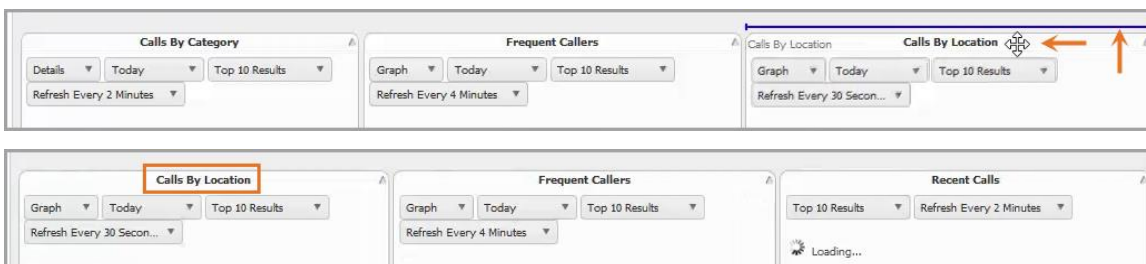 Calls By Category
Details Today Top 10 Results
Refresh Every 2 Minutes
Frequent Callers
Graph Today Top 10 Results
Refresh Every 4 Minutes
Calls By Location Calls By Location
Graph Today Top 10 Results
Refresh Every 30 Secon...
Calls By Location
Graph Today Top 10 Results
Refresh Every 30 Secon...
Frequent Callers
Graph Today Top 10 Results
Refresh Every 4 Minutes
Recent Calls
Top 10 Results Refresh Every 2 Minutes
Loading...